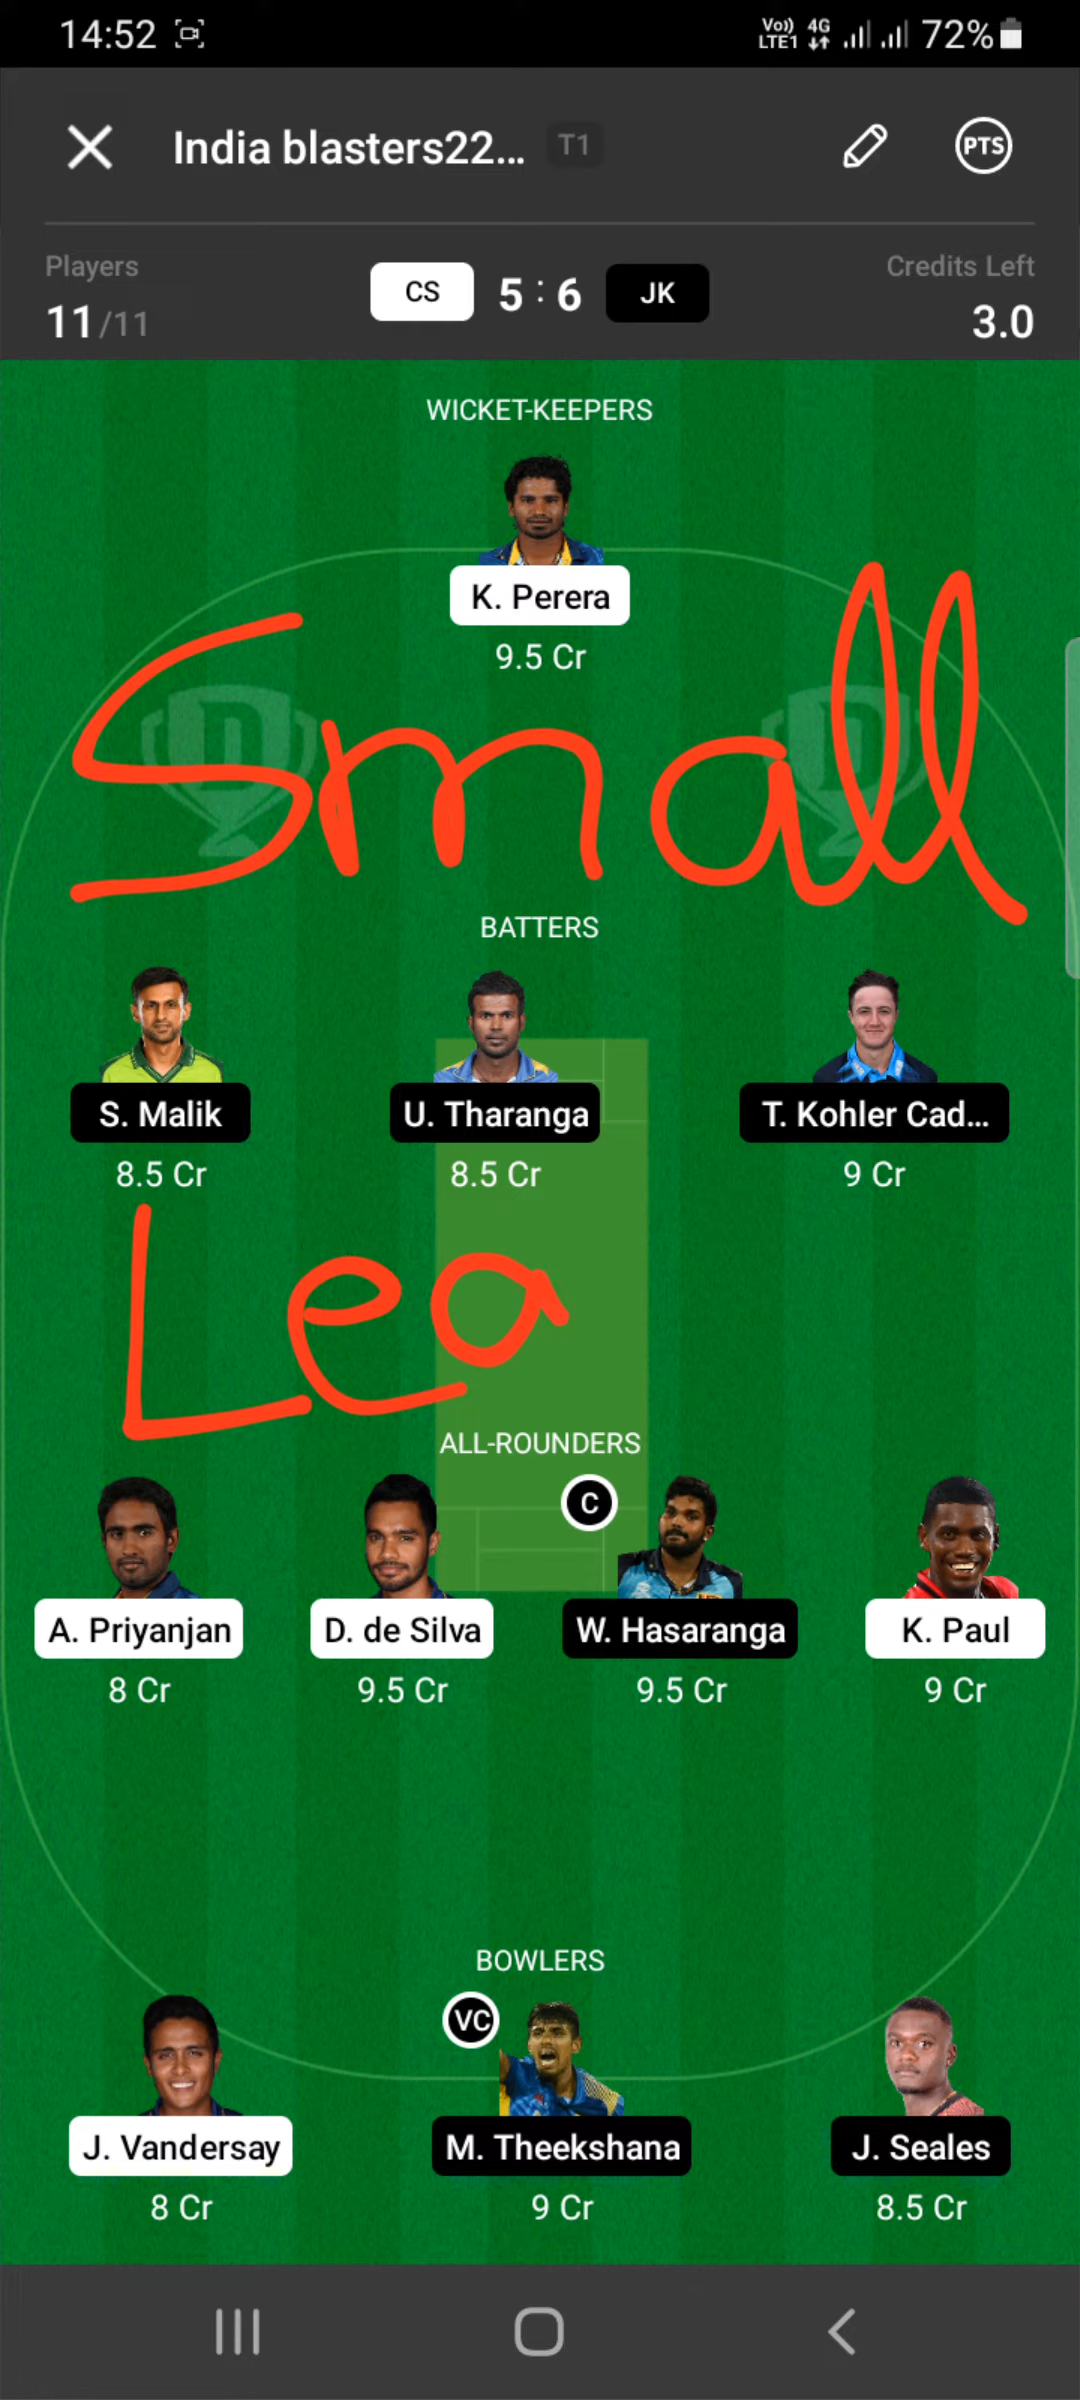 14:52 Vo)) LTE1 4G 72%
India blasters22... T1 PTS
Players Credits Left
11/11 CS 5 : 6 JK 3.0
WICKET-KEEPERS
K. Perera
9.5 Cr
Small
BATTERS
S. Malik U. Tharanga T. Kohler Cad...
8.5 Cr 8.5 Cr 9 Cr
Lea
ALL-ROUNDERS
C
A. Priyanjan D. de Silva W. Hasaranga K. Paul
8 Cr 9.5 Cr 9.5 Cr 9 Cr
BOWLERS
VC
J. Vandersay M. Theekshana J. Seales
8 Cr 9 Cr 8.5 Cr